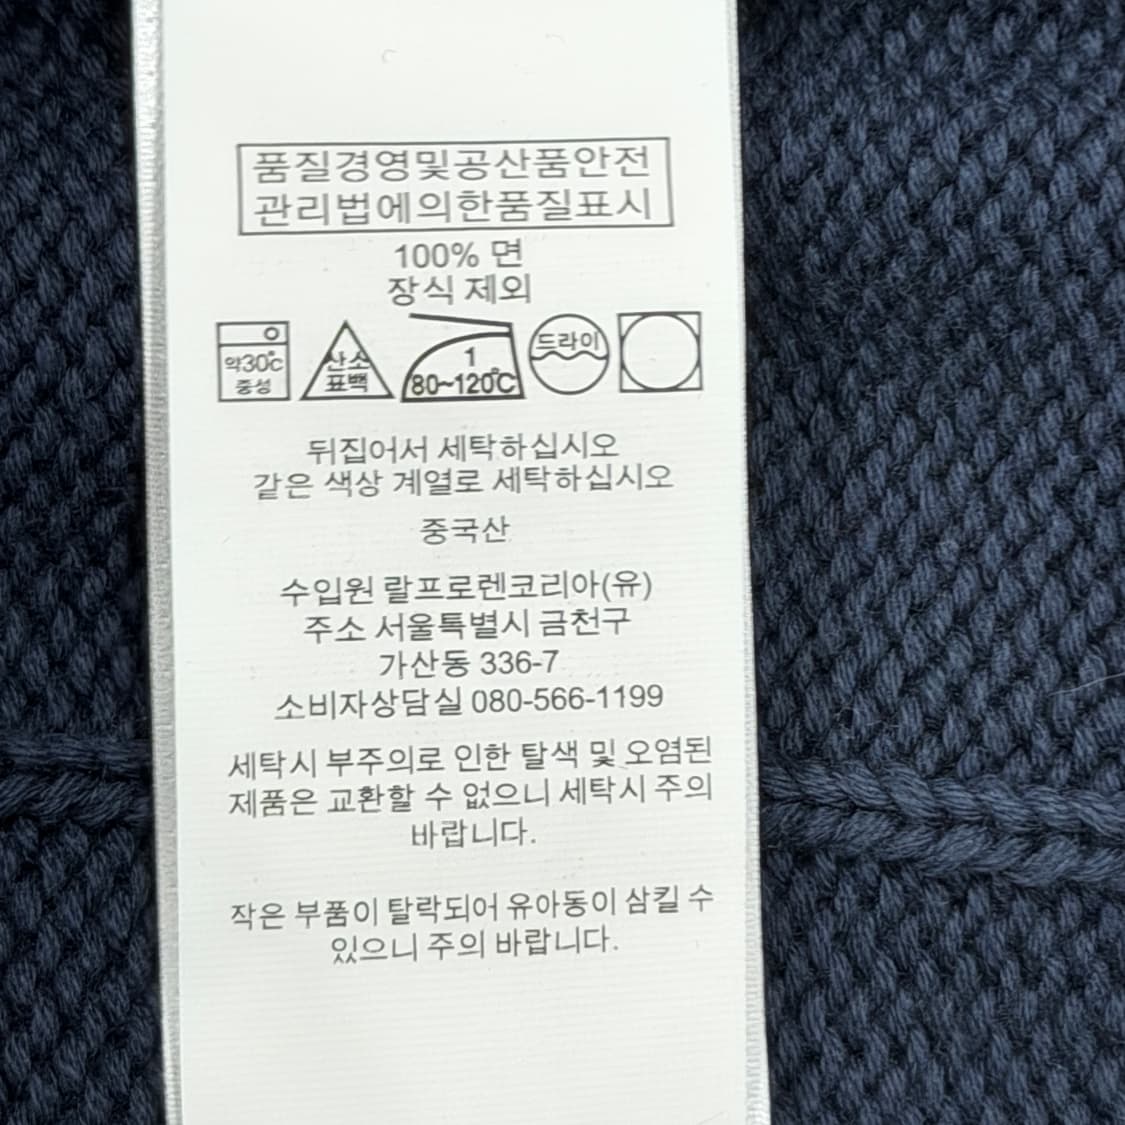 품질경영및공산품안전
관리법에의한품질표시
100% 면
장식 제외
약30℃
중성
산소
표백
1
80~120℃
드라이
뒤집어서 세탁하십시오
같은 색상 계열로 세탁하십시오
중국산
수입원 랄프로렌코리아(유)
주소 서울특별시 금천구
가산동 336-7
소비자상담실 080-566-1199
세탁시 부주의로 인한 탈색 및 오염된
제품은 교환할 수 없으니 세탁시 주의
바랍니다.
작은 부품이 탈락되어 유아동이 삼킬 수
있으니 주의 바랍니다.